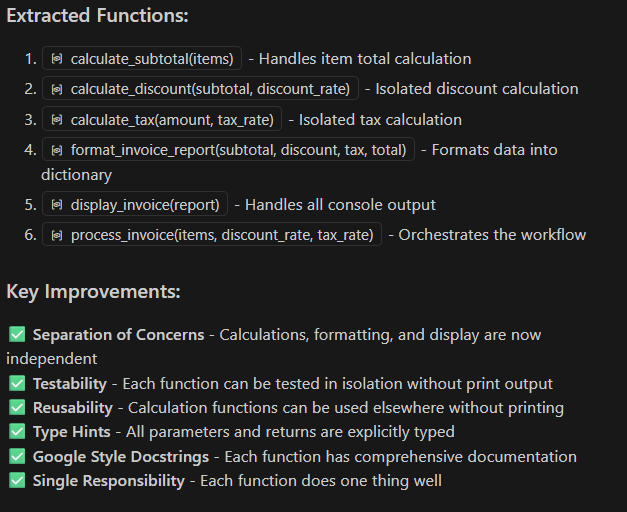 Extracted Functions:
1. calculate_subtotal(items) - Handles item total calculation
2. calculate_discount(subtotal, discount_rate) - Isolated discount calculation
3. calculate_tax(amount, tax_rate) - Isolated tax calculation
4. format_invoice_report(subtotal, discount, tax, total) - Formats data into
dictionary
5. display_invoice(report) - Handles all console output
6. process_invoice(items, discount_rate, tax_rate) - Orchestrates the workflow
Key Improvements:
✅ Separation of Concerns - Calculations, formatting, and display are now
independent
✅ Testability - Each function can be tested in isolation without print output
✅ Reusability - Calculation functions can be used elsewhere without printing
✅ Type Hints - All parameters and returns are explicitly typed
✅ Google Style Docstrings - Each function has comprehensive documentation
✅ Single Responsibility - Each function does one thing well